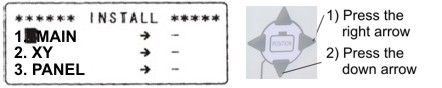 ****** INSTALL *****
1. MAIN → –
2. XY → –
3. PANEL → –
POSITION
1) Press the
right arrow
2) Press the
down arrow